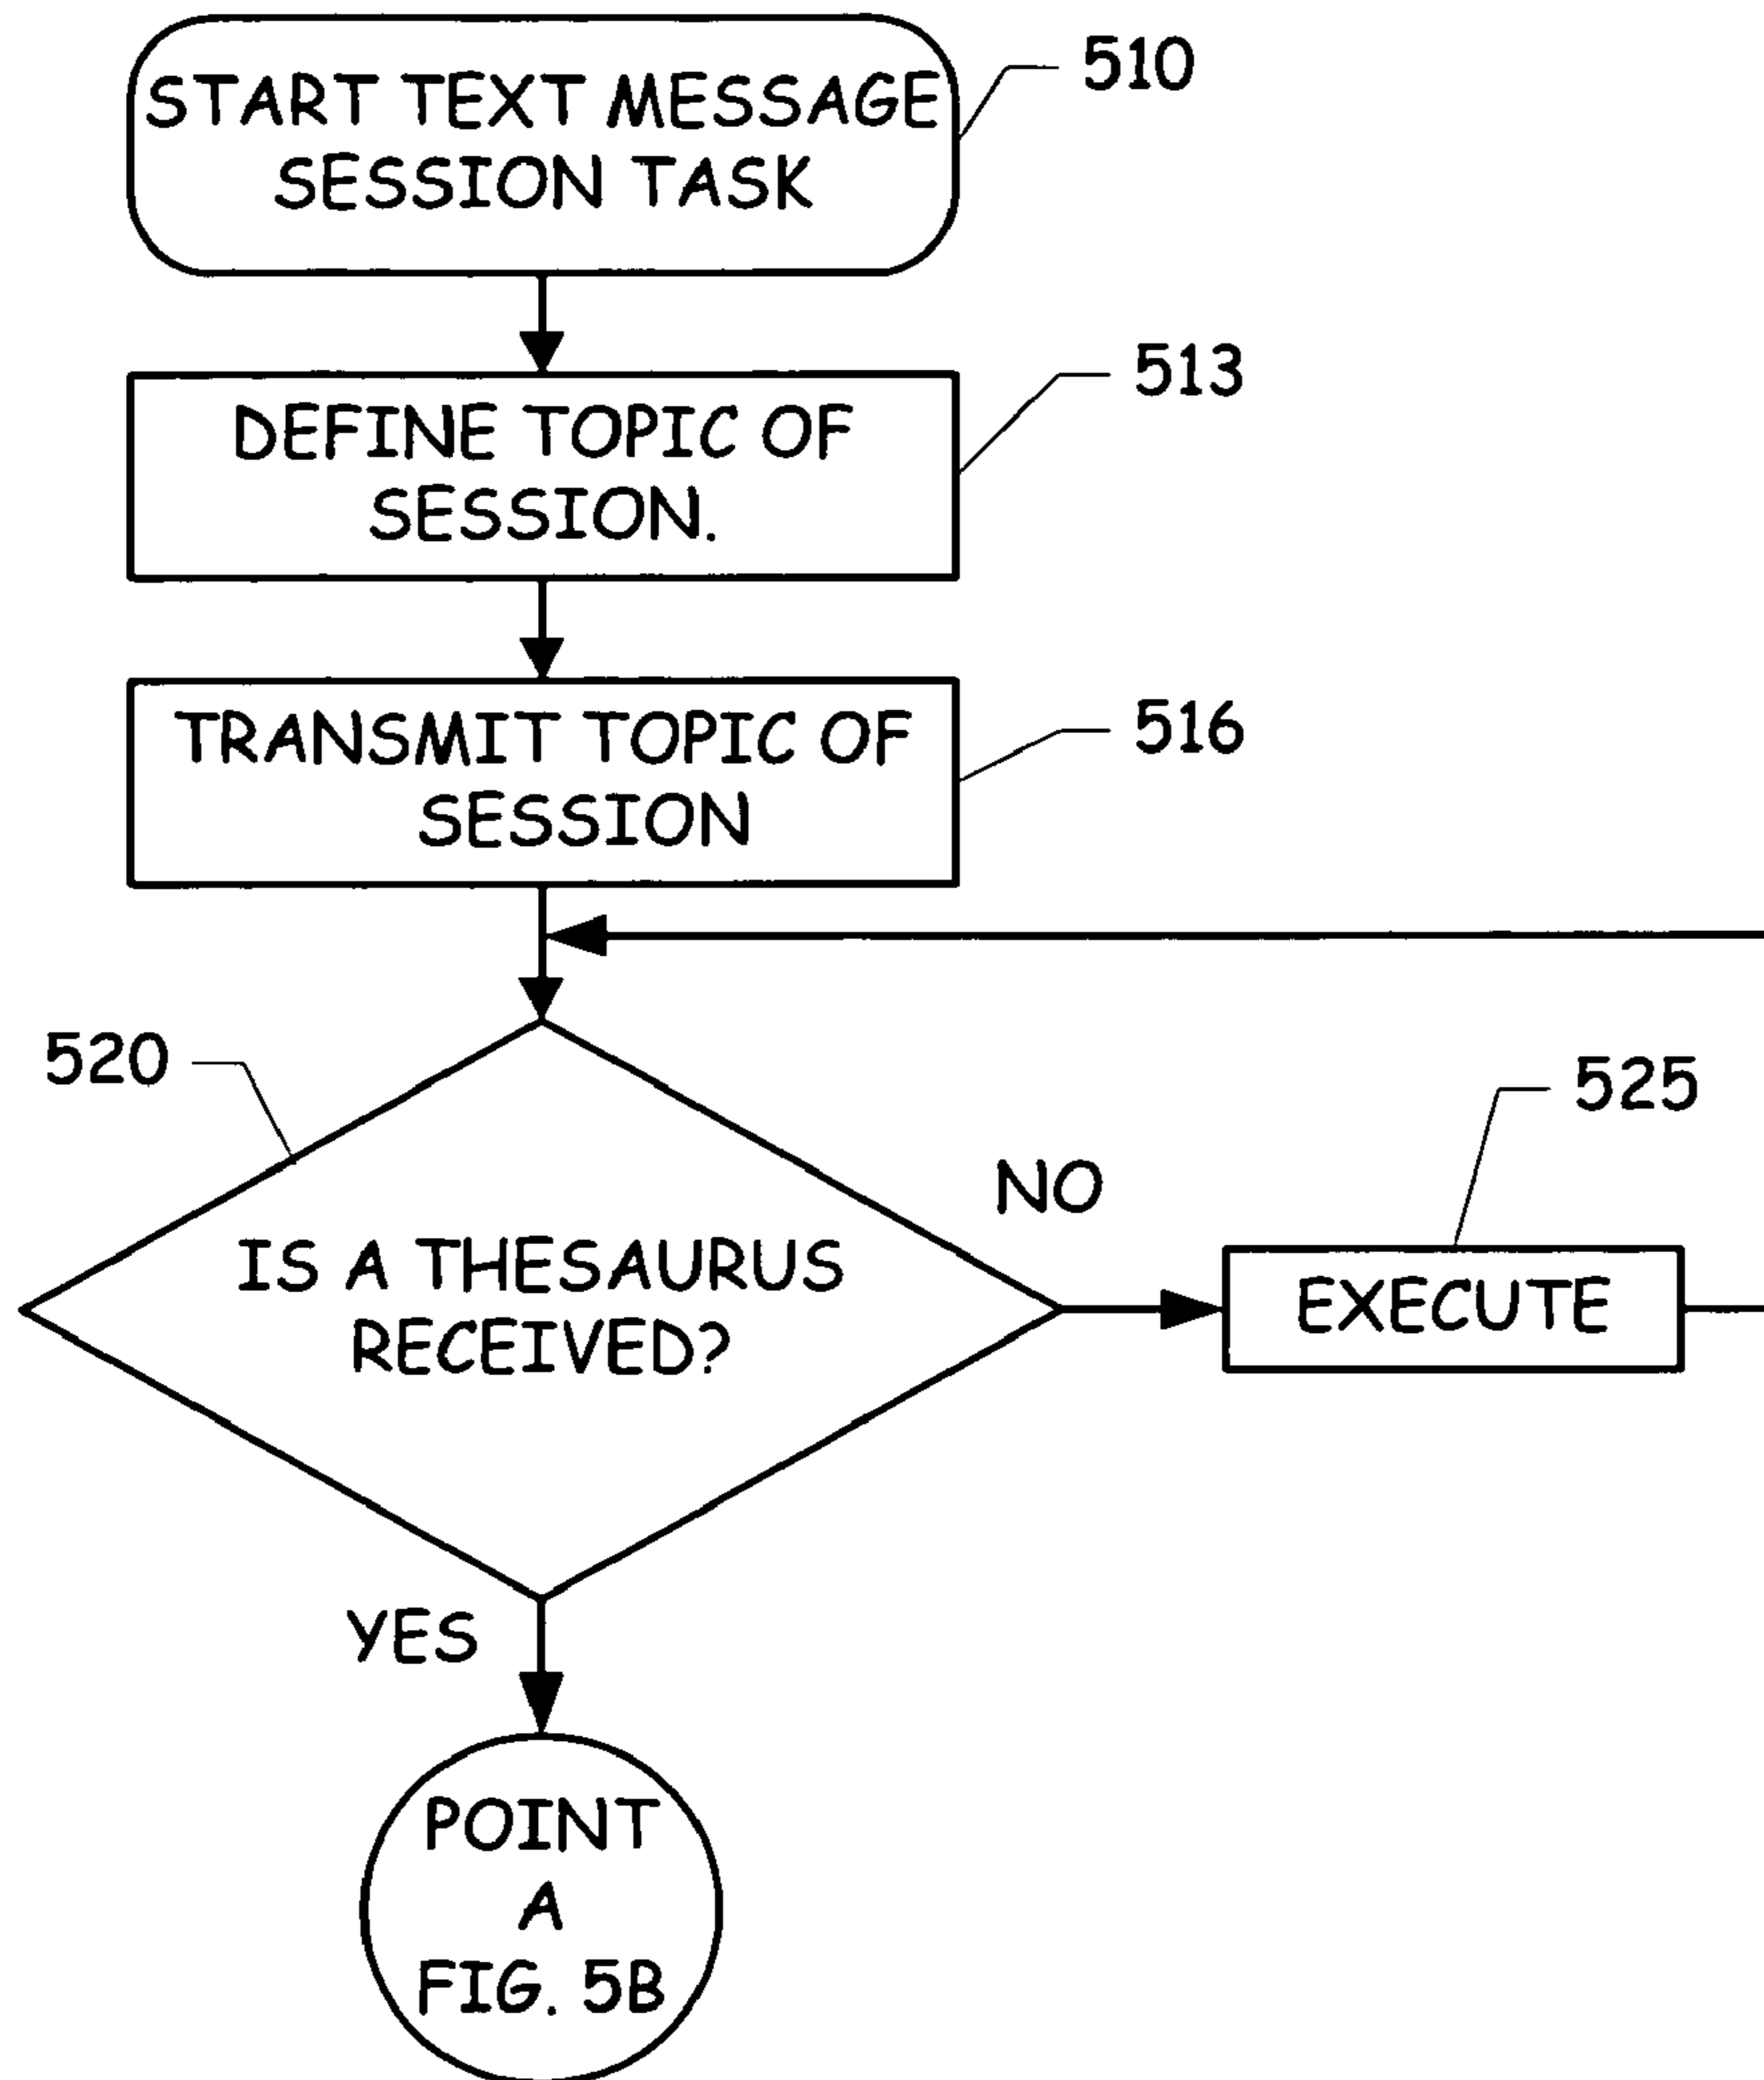 START TEXT MESSAGE
SESSION TASK
510
DEFINE TOPIC OF
SESSION.
513
TRANSMIT TOPIC OF
SESSION
516
520
IS A THESAURUS
RECEIVED?
NO
525
EXECUTE
YES
POINT
A
FIG. 5B